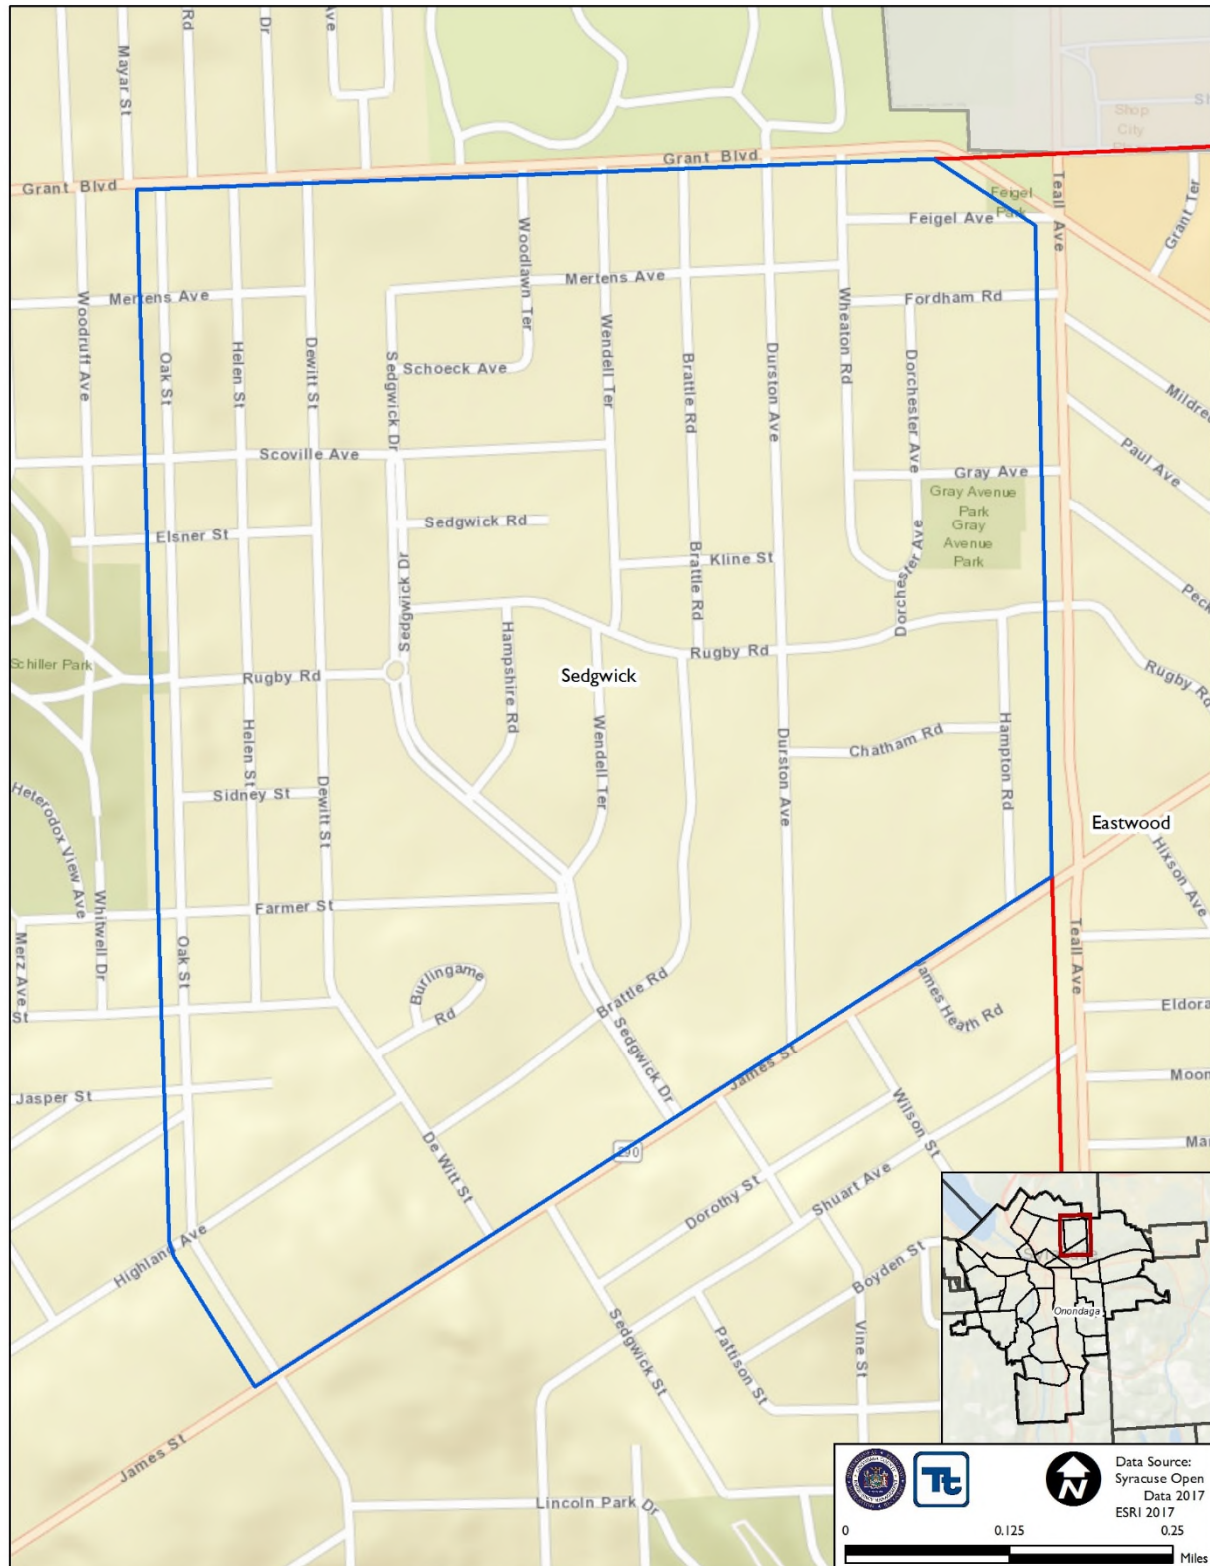 Mayar St
Rd
Dr
Ave
Shop
City
Grant Blvd
Grant Blvd
Feigel
Park
Teall Ave
Grant Ter
Feigel Ave
Woodlawn Ter
Mertens Ave
Mertens Ave
Fordham Rd
Woodruff Ave
Oak St
Helen St
Dewitt St
Sedgwick Dr
Schoeck Ave
Wendell Ter
Brattle Rd
Durston Ave
Wheaton Rd
Dorchester Ave
Paul Ave
Scoville Ave
Gray Ave
Gray Avenue
Park
Gray
Avenue
Park
Elsner St
Sedgwick Rd
Sedgwick Dr
Kline St
Brattle Rd
Dorchester Ave
Schiller Park
Rugby Rd
Hampshire Rd
Sedgwick
Rugby Rd
Rugby Rd
Helen St
Wendell Ter
Durston Ave
Chatham Rd
Hampton Rd
Sidney St
Dewitt St
Heterodox View Ave
Eastwood
Hixson Ave
Whitwell Dr
Farmer St
Merz Ave
St
Oak St
Burlingame
Rd
Brattle Rd
Sedgwick Dr
James Heath Rd
Teall Ave
James St
Jasper St
De Witt St
290
Wilson St
Dorothy St
Shuart Ave
Highland Ave
Boyden St
Sedgwick St
Pattison St
Vine St
James St
Lincoln Park Dr
Onondaga
Tt
N
Data Source:
Syracuse Open
Data 2017
ESRI 2017
0 0.125 0.25
Miles